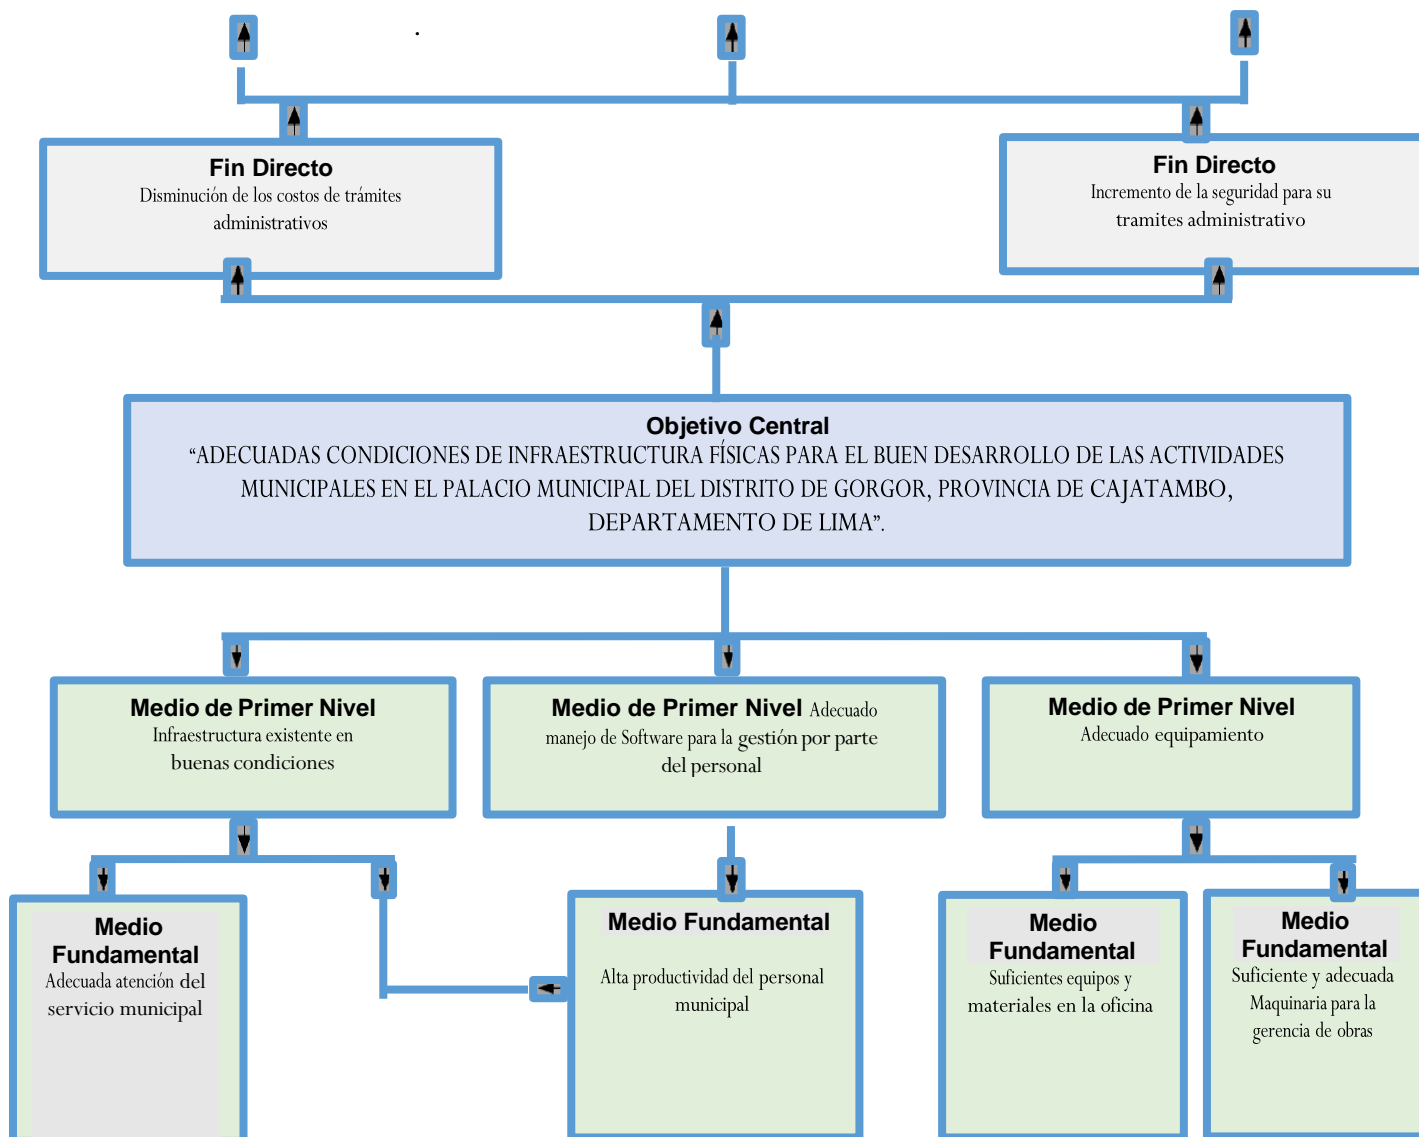 .
Fin Directo
Disminución de los costos de trámites
administrativos
Fin Directo
Incremento de la seguridad para su
tramites administrativo
Objetivo Central
“ADECUADAS CONDICIONES DE INFRAESTRUCTURA FÍSICAS PARA EL BUEN DESARROLLO DE LAS ACTIVIDADES
MUNICIPALES EN EL PALACIO MUNICIPAL DEL DISTRITO DE GORGOR, PROVINCIA DE CAJATAMBO,
DEPARTAMENTO DE LIMA”.
Medio de Primer Nivel
Infraestructura existente en
buenas condiciones
Medio de Primer Nivel Adecuado
manejo de Software para la gestión por parte
del personal
Medio de Primer Nivel
Adecuado equipamiento
Medio
Fundamental
Adecuada atención del
servicio municipal
Medio Fundamental
Alta productividad del personal
municipal
Medio
Fundamental
Suficientes equipos y
materiales en la oficina
Medio
Fundamental
Suficiente y adecuada
Maquinaria para la
gerencia de obras